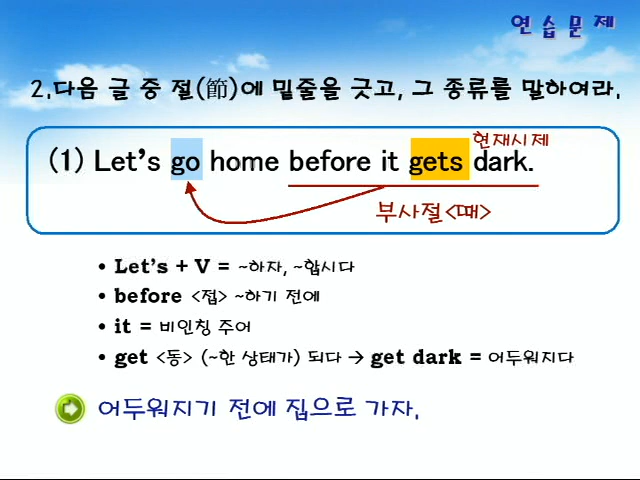 연습문제
2.다음 글 중 절(節)에 밑줄을 긋고, 그 종류를 말하여라.
현재시제
(1) Let's go home before it gets dark.
부사절<때>
• Let's + V = ~하자, ~합시다
• before <접> ~하기 전에
• it = 비인칭 주어
• get <동> (~한 상태가) 되다 → get dark = 어두워지다
어두워지기 전에 집으로 가자.